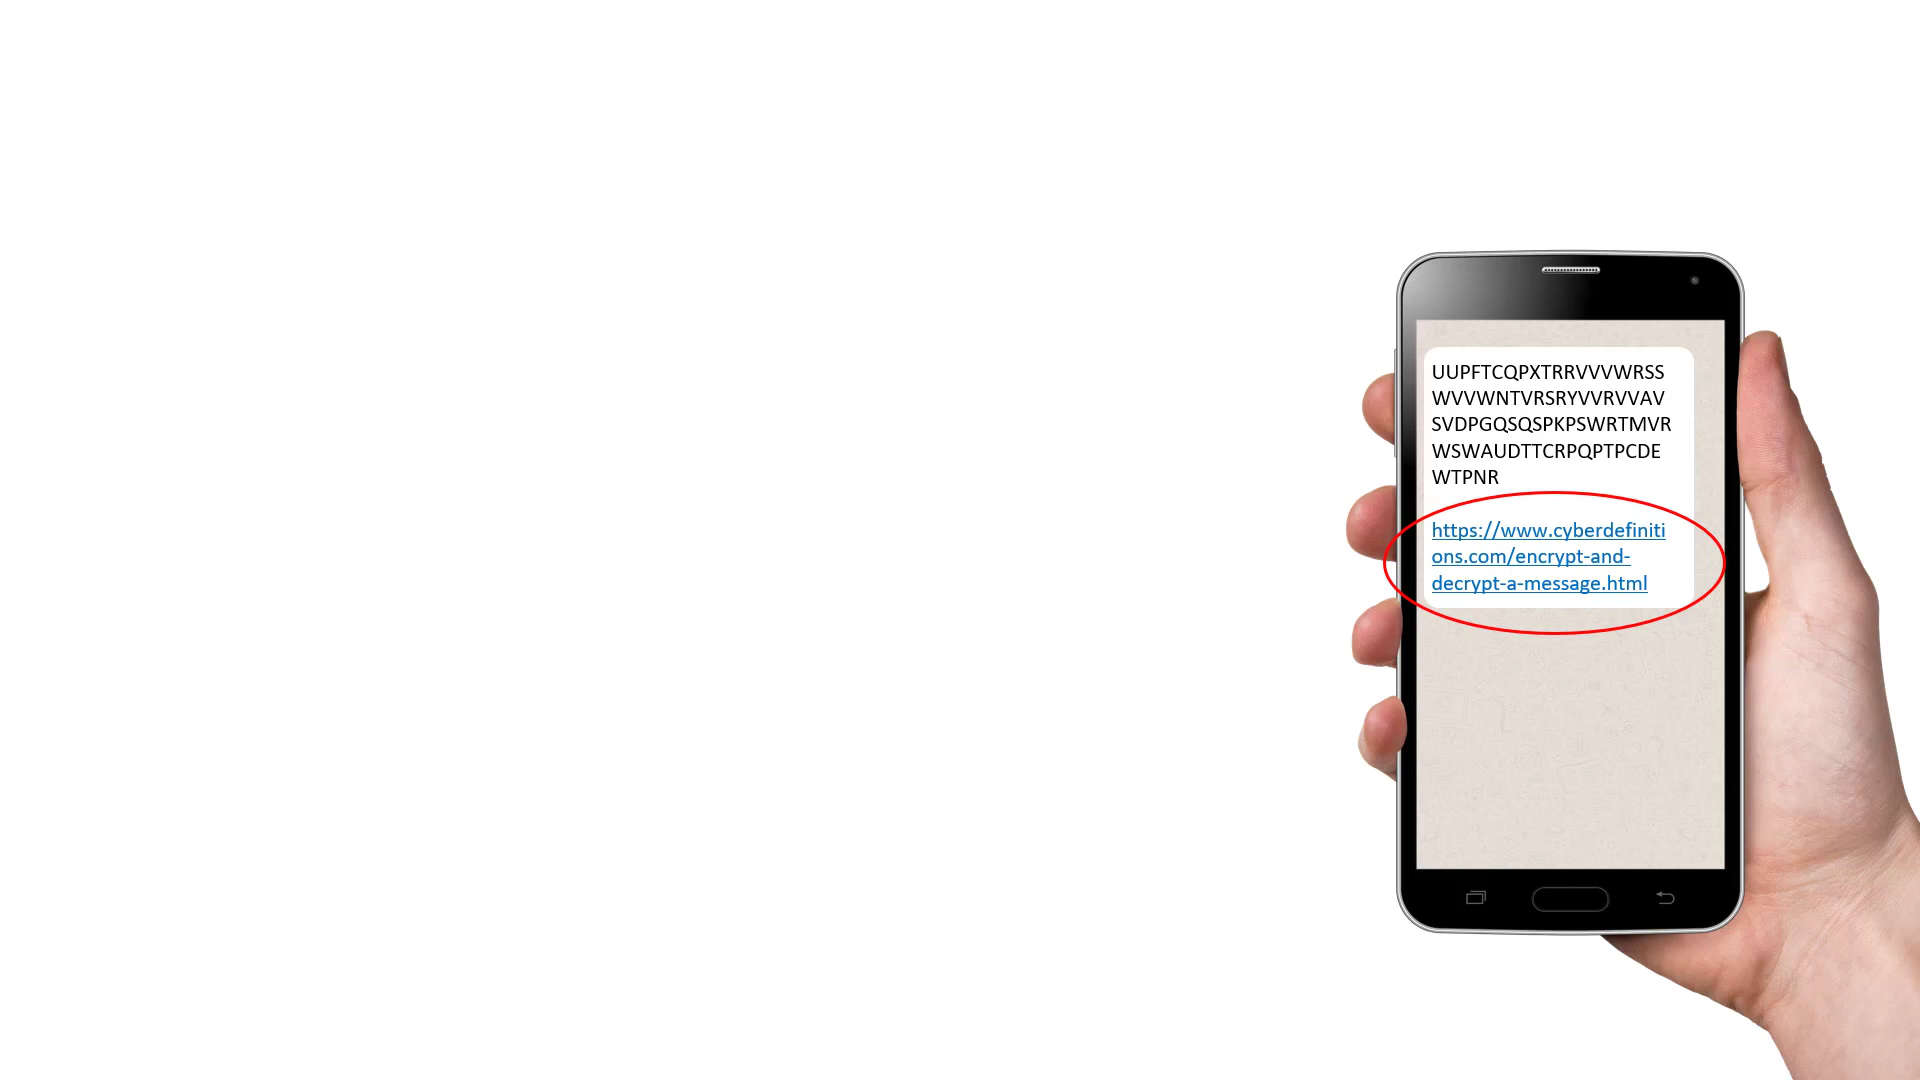 UUPFTCQPXTRRVVVWRSS
WVVWNTVRSRYVVRVVAV
SVDPGQSQSPKPSWRTMVR
WSWAUDTTCRPQPTPCDE
WTPNR
https://www.cyberdefiniti
ons.com/encrypt-and-
decrypt-a-message.html